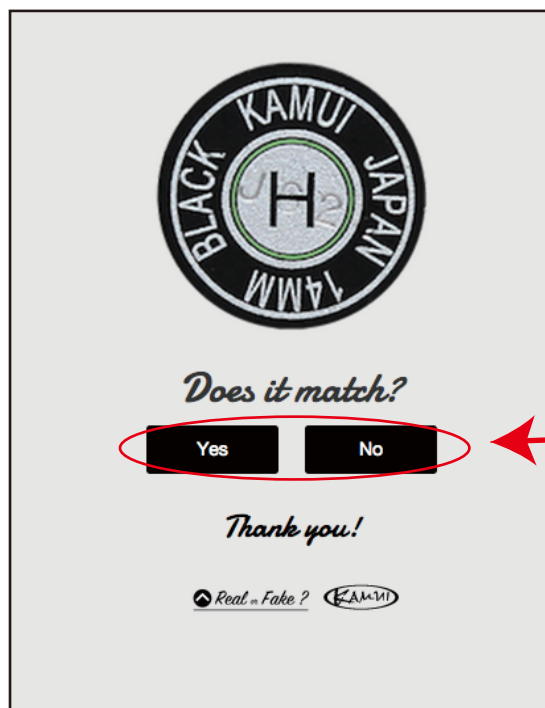 BLACK KAMUI JAPAN 14MM
H
Does it match?
Yes No
Thank you!
Real or Fake ? KAMUI